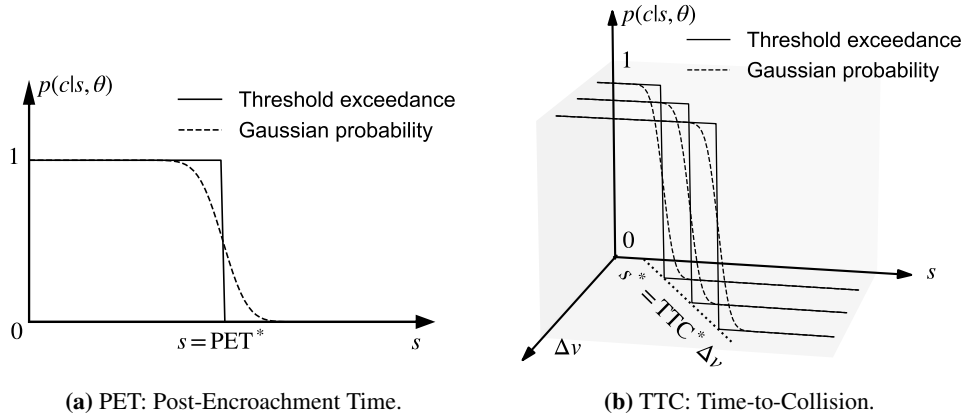 p(c|s, θ)
Threshold exceedance
Gaussian probability
1
0
s = PET*
s
(a) PET: Post-Encroachment Time.
p(c|s, θ)
Threshold exceedance
Gaussian probability
1
0
s
s* = TTC* Δv
Δv
(b) TTC: Time-to-Collision.